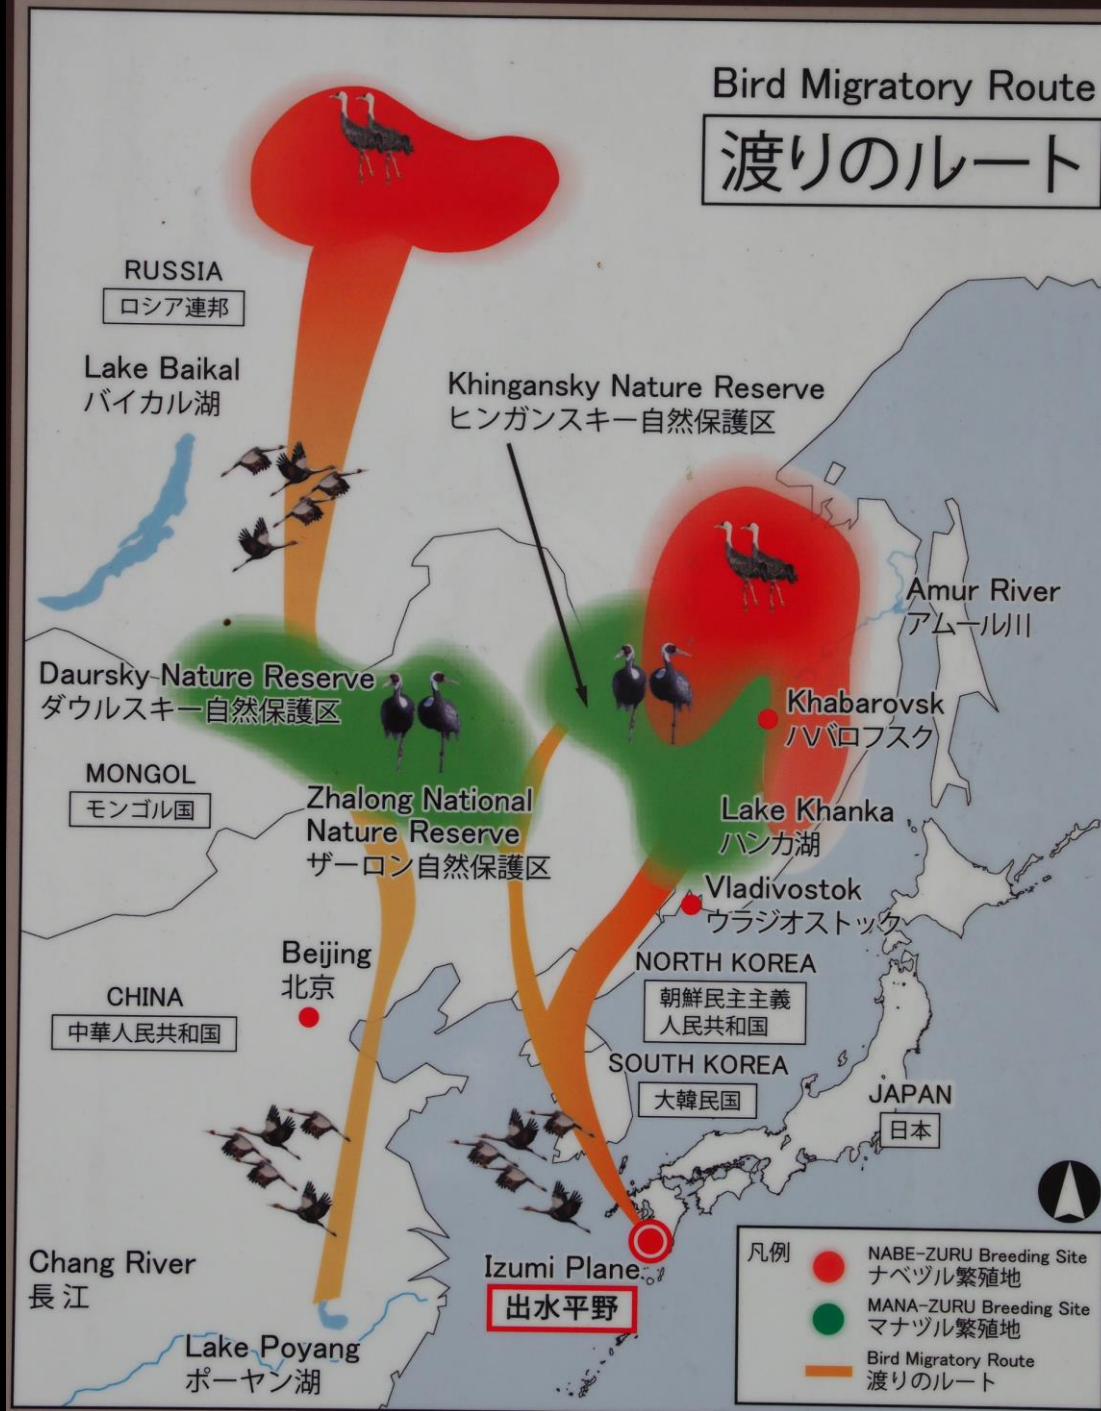 Bird Migratory Route
渡りのルート
RUSSIA
ロシア連邦
Lake Baikal
バイカル湖
Khingansky Nature Reserve
ヒンガンスキー自然保護区
Amur River
アムール川
Daursky Nature Reserve
ダウルスキー自然保護区
Khabarovsk
ハバロフスク
MONGOL
モンゴル国
Zhalong National
Nature Reserve
ザーロン自然保護区
Lake Khanka
ハンカ湖
Vladivostok
ウラジオストック
Beijing
北京
NORTH KOREA
朝鮮民主主義
人民共和国
CHINA
中華人民共和国
SOUTH KOREA
大韓民国
JAPAN
日本
Chang River
長江
Izumi Plane
出水平野
Lake Poyang
ポーヤン湖
凡例
NABE-ZURU Breeding Site
ナベヅル繁殖地
MANA-ZURU Breeding Site
マナヅル繁殖地
Bird Migratory Route
渡りのルート